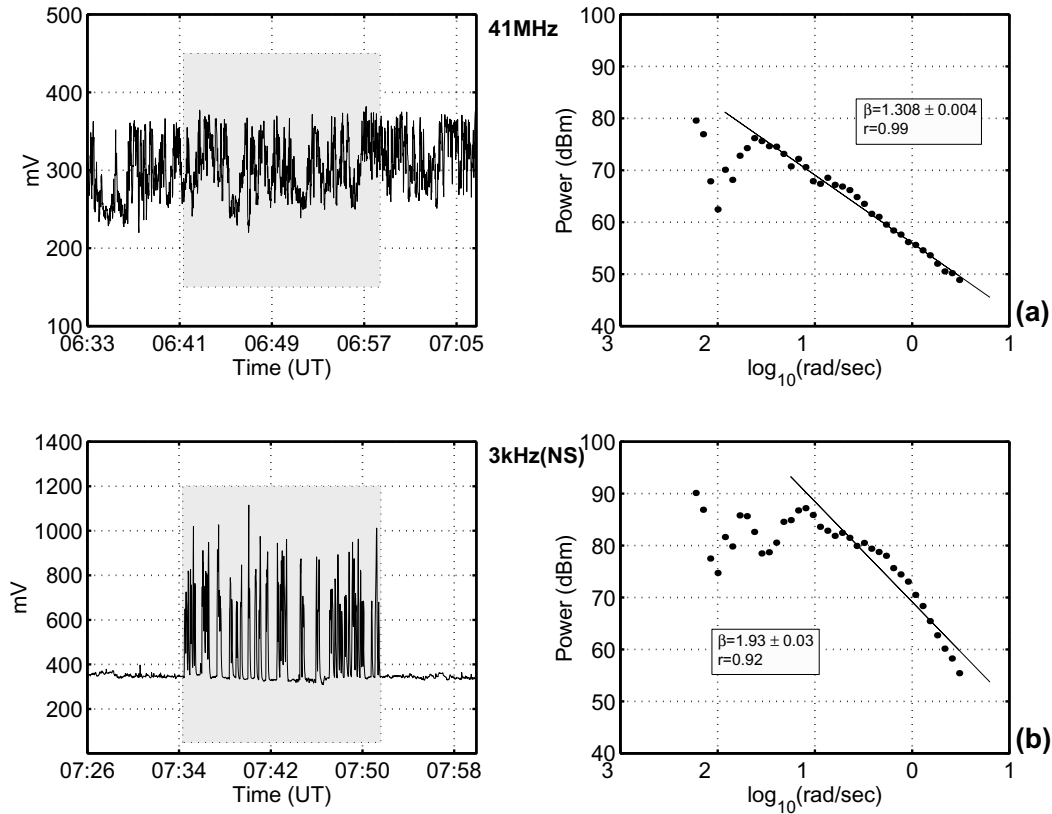 500
400
300
200
100
mV
06:33 06:41 06:49 06:57 07:05
Time (UT)
41MHz
100
90
80
70
60
50
40
Power (dBm)
β=1.308 ± 0.004
r=0.99
3 2 1 0 1
log10(rad/sec)
(a)
1400
1200
1000
800
600
400
200
mV
07:26 07:34 07:42 07:50 07:58
Time (UT)
3kHz(NS)
100
90
80
70
60
50
40
Power (dBm)
β=1.93 ± 0.03
r=0.92
3 2 1 0 1
log10(rad/sec)
(b)